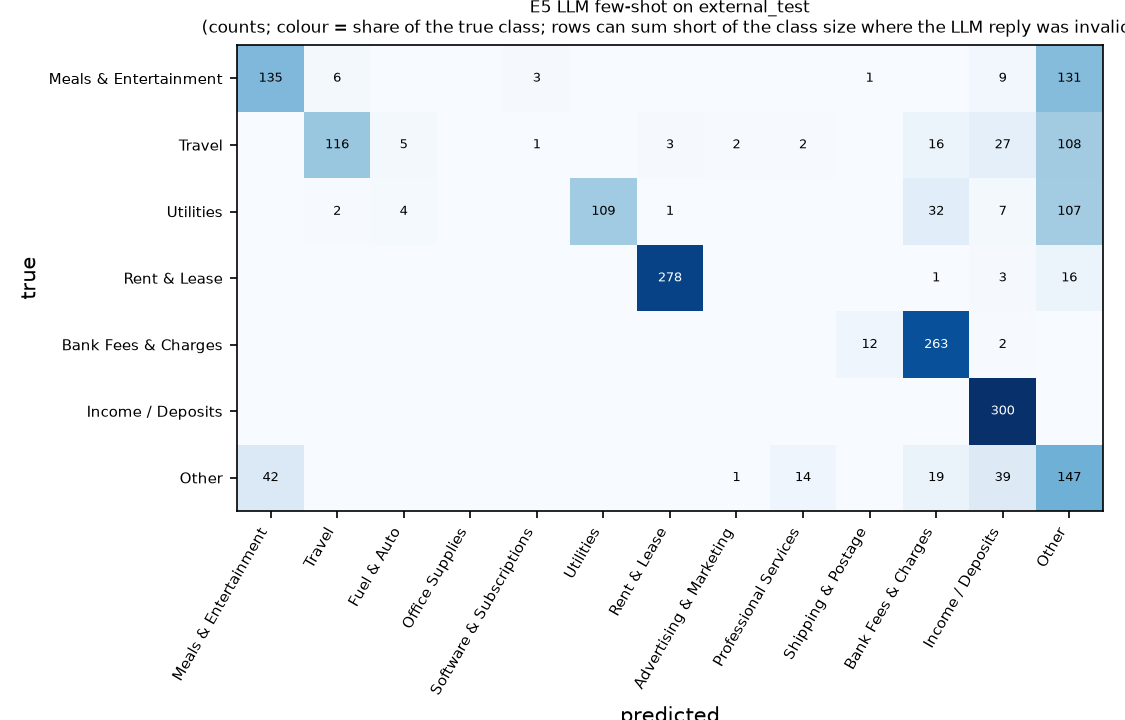 E5 LLM few-shot on external_test
(counts; colour = share of the true class; rows can sum short of the class size where the LLM reply was invalid
Meals & Entertainment 135 6 3 1 9 131
Travel 116 5 1 3 2 2 16 27 108
Utilities 2 4 109 1 32 7 107
Rent & Lease 278 1 3 16
Bank Fees & Charges 12 263 2
Income / Deposits 300
Other 42 1 14 19 39 147
true
Meals & Entertainment
Travel
Fuel & Auto
Office Supplies
Software & Subscriptions
Utilities
Rent & Lease
Advertising & Marketing
Professional Services
Shipping & Postage
Bank Fees & Charges
Income / Deposits
Other
predicted